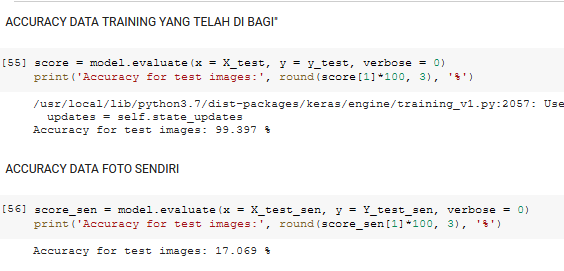 ACCURACY DATA TRAINING YANG TELAH DI BAGI"
[55] score = model.evaluate(x = X_test, y = y_test, verbose = 0)
print('Accuracy for test images:', round(score[1]*100, 3), '%')
/usr/local/lib/python3.7/dist-packages/keras/engine/training_v1.py:2057: Use
updates = self.state_updates
Accuracy for test images: 99.397 %
ACCURACY DATA FOTO SENDIRI
[56] score_sen = model.evaluate(x = X_test_sen, y = Y_test_sen, verbose = 0)
print('Accuracy for test images:', round(score_sen[1]*100, 3), '%')
Accuracy for test images: 17.069 %